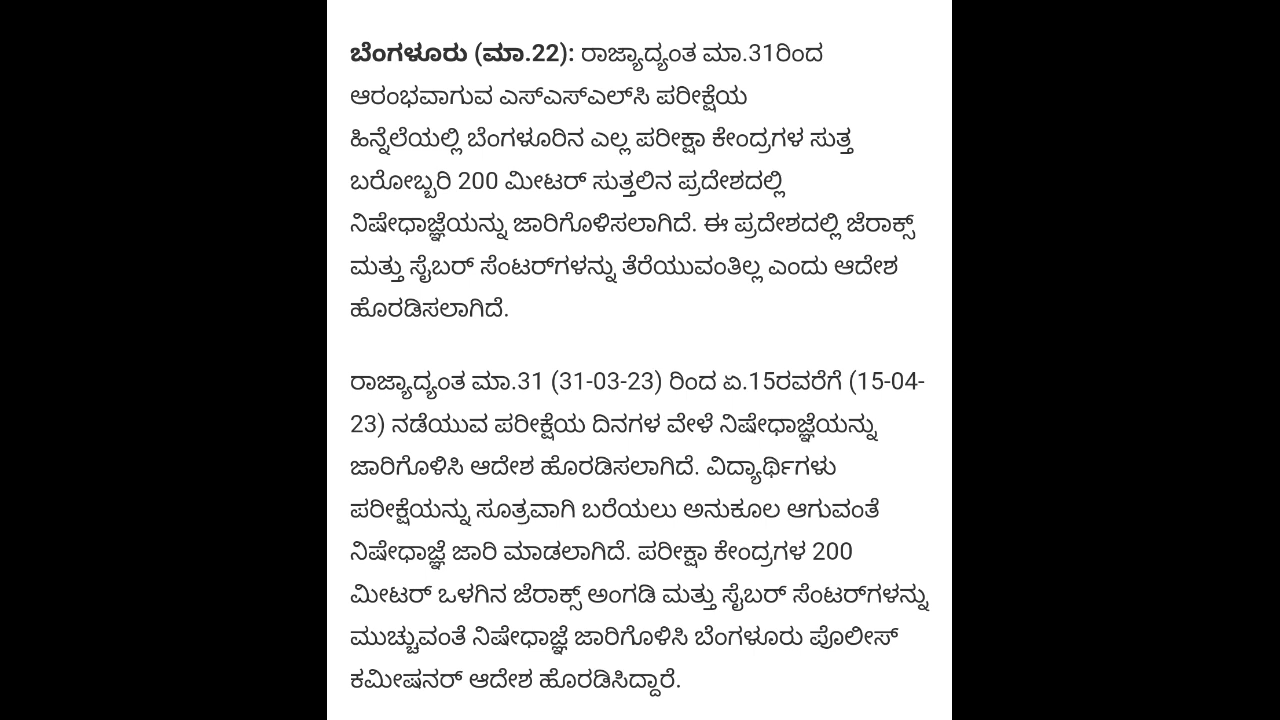 ಬೆಂಗಳೂರು (ಮಾ.22): ರಾಜ್ಯಾದ್ಯಂತ ಮಾ.31ರಿಂದ
ಆರಂಭವಾಗುವ ಎಸ್‌ಎಸ್‌ಎಲ್‌ಸಿ ಪರೀಕ್ಷೆಯ
ಹಿನ್ನೆಲೆಯಲ್ಲಿ ಬೆಂಗಳೂರಿನ ಎಲ್ಲ ಪರೀಕ್ಷಾ ಕೇಂದ್ರಗಳ ಸುತ್ತ
ಬರೋಬ್ಬರಿ 200 ಮೀಟರ್‌ ಸುತ್ತಲಿನ ಪ್ರದೇಶದಲ್ಲಿ
ನಿಷೇಧಾಜ್ಞೆಯನ್ನು ಜಾರಿಗೊಳಿಸಲಾಗಿದೆ. ಈ ಪ್ರದೇಶದಲ್ಲಿ ಜೆರಾಕ್ಸ್‌
ಮತ್ತು ಸೈಬರ್‌ ಸೆಂಟರ್‌ಗಳನ್ನು ತೆರೆಯುವಂತಿಲ್ಲ ಎಂದು ಆದೇಶ
ಹೊರಡಿಸಲಾಗಿದೆ.
ರಾಜ್ಯಾದ್ಯಂತ ಮಾ.31 (31-03-23) ರಿಂದ ಏ.15ರವರೆಗೆ (15-04-
23) ನಡೆಯುವ ಪರೀಕ್ಷೆಯ ದಿನಗಳ ವೇಳೆ ನಿಷೇಧಾಜ್ಞೆಯನ್ನು
ಜಾರಿಗೊಳಿಸಿ ಆದೇಶ ಹೊರಡಿಸಲಾಗಿದೆ. ವಿದ್ಯಾರ್ಥಿಗಳು
ಪರೀಕ್ಷೆಯನ್ನು ಸೂತ್ರವಾಗಿ ಬರೆಯಲು ಅನುಕೂಲ ಆಗುವಂತೆ
ನಿಷೇಧಾಜ್ಞೆ ಜಾರಿ ಮಾಡಲಾಗಿದೆ. ಪರೀಕ್ಷಾ ಕೇಂದ್ರಗಳ 200
ಮೀಟರ್‌ ಒಳಗಿನ ಜೆರಾಕ್ಸ್‌ ಅಂಗಡಿ ಮತ್ತು ಸೈಬರ್‌ ಸೆಂಟರ್‌ಗಳನ್ನು
ಮುಚ್ಚುವಂತೆ ನಿಷೇಧಾಜ್ಞೆ ಜಾರಿಗೊಳಿಸಿ ಬೆಂಗಳೂರು ಪೊಲೀಸ್‌
ಕಮೀಷನರ್‌ ಆದೇಶ ಹೊರಡಿಸಿದ್ದಾರೆ.